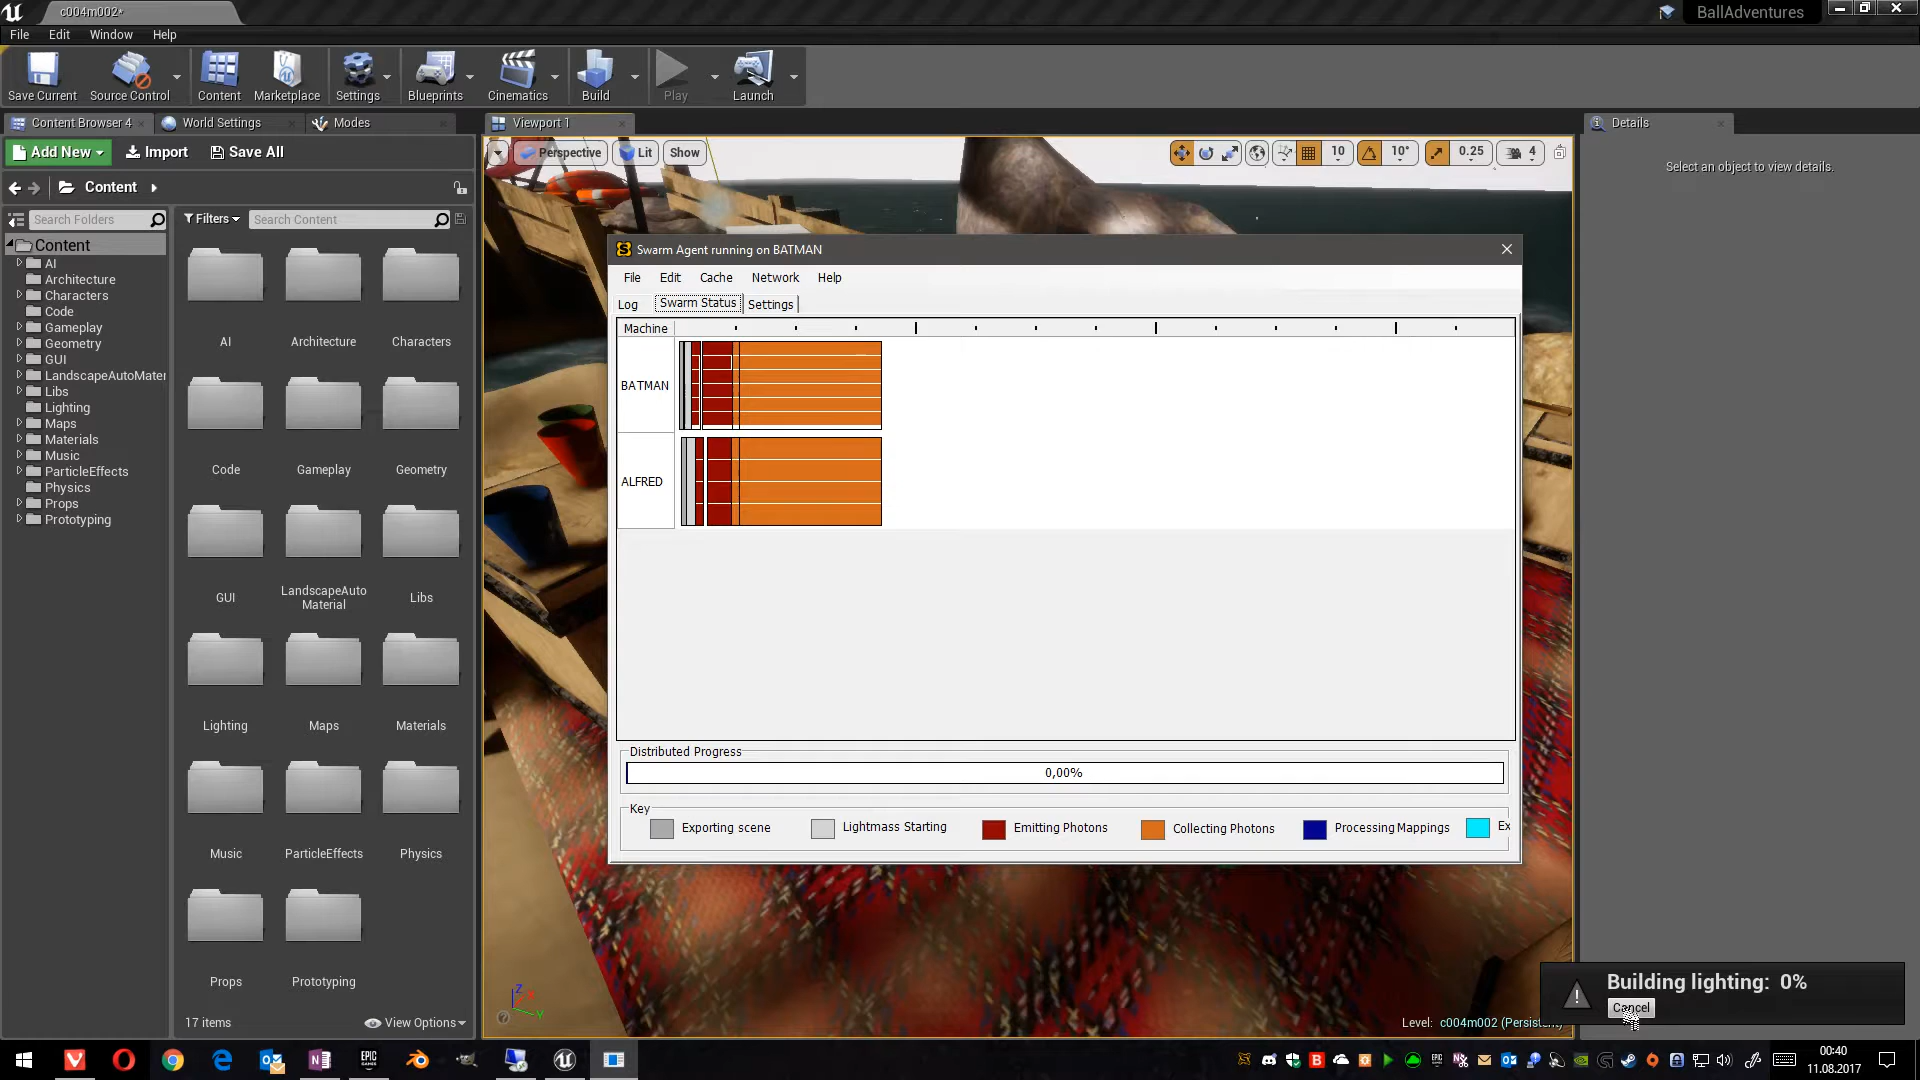 c004m002*
BallAdventures
File Edit Window Help
Save Current
Source Control
Content
Marketplace
Settings
Blueprints
Cinematics
Build
Play
Launch
Content Browser 4
World Settings
Modes
Viewport 1
Details
Add New
Import
Save All
Perspective
Lit
Show
10
10°
0.25
4
Select an object to view details.
Content
Search Folders
Filters
Search Content
Content
AI
Architecture
Characters
Code
Gameplay
Geometry
GUI
LandscapeAutoMater
Libs
Lighting
Maps
Materials
Music
ParticleEffects
Physics
Props
Prototyping
AI
Architecture
Characters
Code
Gameplay
Geometry
GUI
LandscapeAuto
Material
Libs
Lighting
Maps
Materials
Music
ParticleEffects
Physics
Props
Prototyping
17 items
View Options
Swarm Agent running on BATMAN
File Edit Cache Network Help
Log Swarm Status Settings
Machine
BATMAN
ALFRED
Distributed Progress
0,00%
Key
Exporting scene
Lightmass Starting
Emitting Photons
Collecting Photons
Processing Mappings
Ex
Building lighting: 0%
Cancel
Level: c004m002 (Persistent)
Z
Y
EPIC
GAMES
00:40
11.08.2017